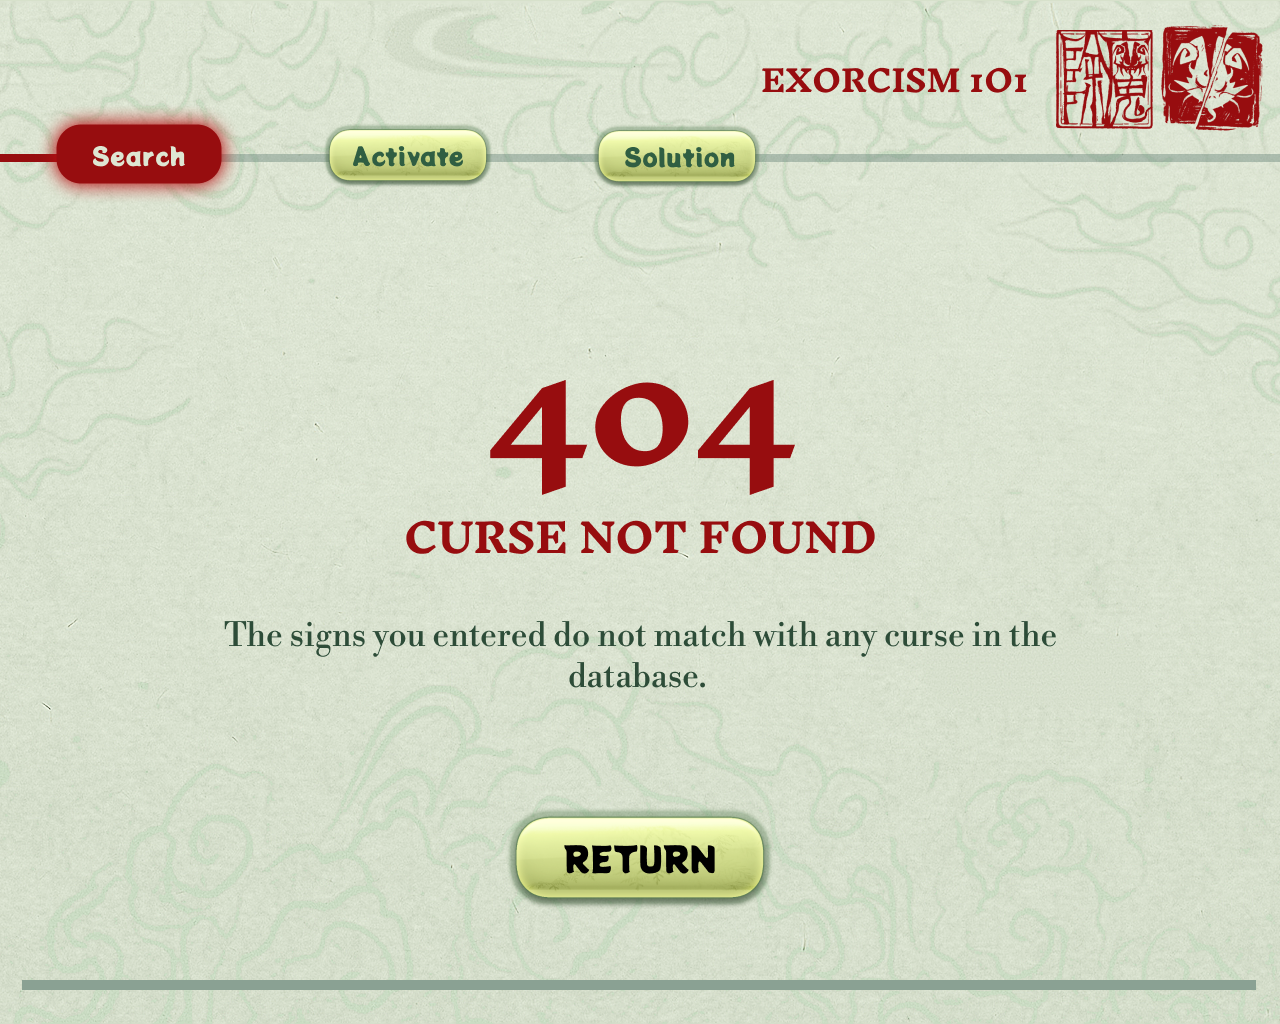 EXORCISM 101
Search
Activate
Solution
404
CURSE NOT FOUND
The signs you entered do not match with any curse in the
database.
RETURN